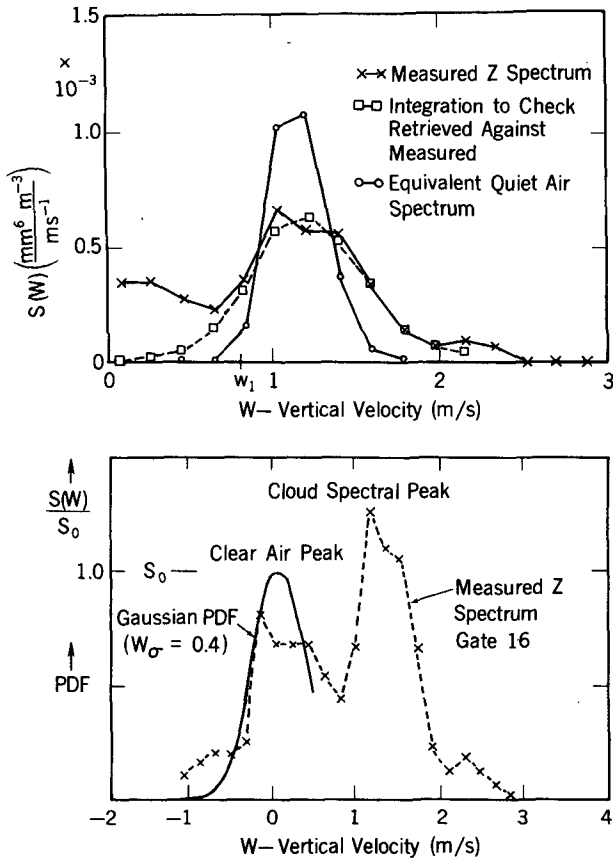 1.5
×
10⁻³
×—× Measured Z Spectrum
□–□ Integration to Check
Retrieved Against
Measured
○—○ Equivalent Quiet Air
Spectrum
1.0
0.5
0
S(W) (mm⁶ m⁻³ / ms⁻¹)
0 w₁ 1 2 3
W— Vertical Velocity (m/s)
S(W)
S₀
Cloud Spectral Peak
Clear Air Peak
S₀ —
1.0
Gaussian PDF
(Wσ = 0.4)
Measured Z
Spectrum
Gate 16
PDF
−2 −1 0 1 2 3 4
W— Vertical Velocity (m/s)